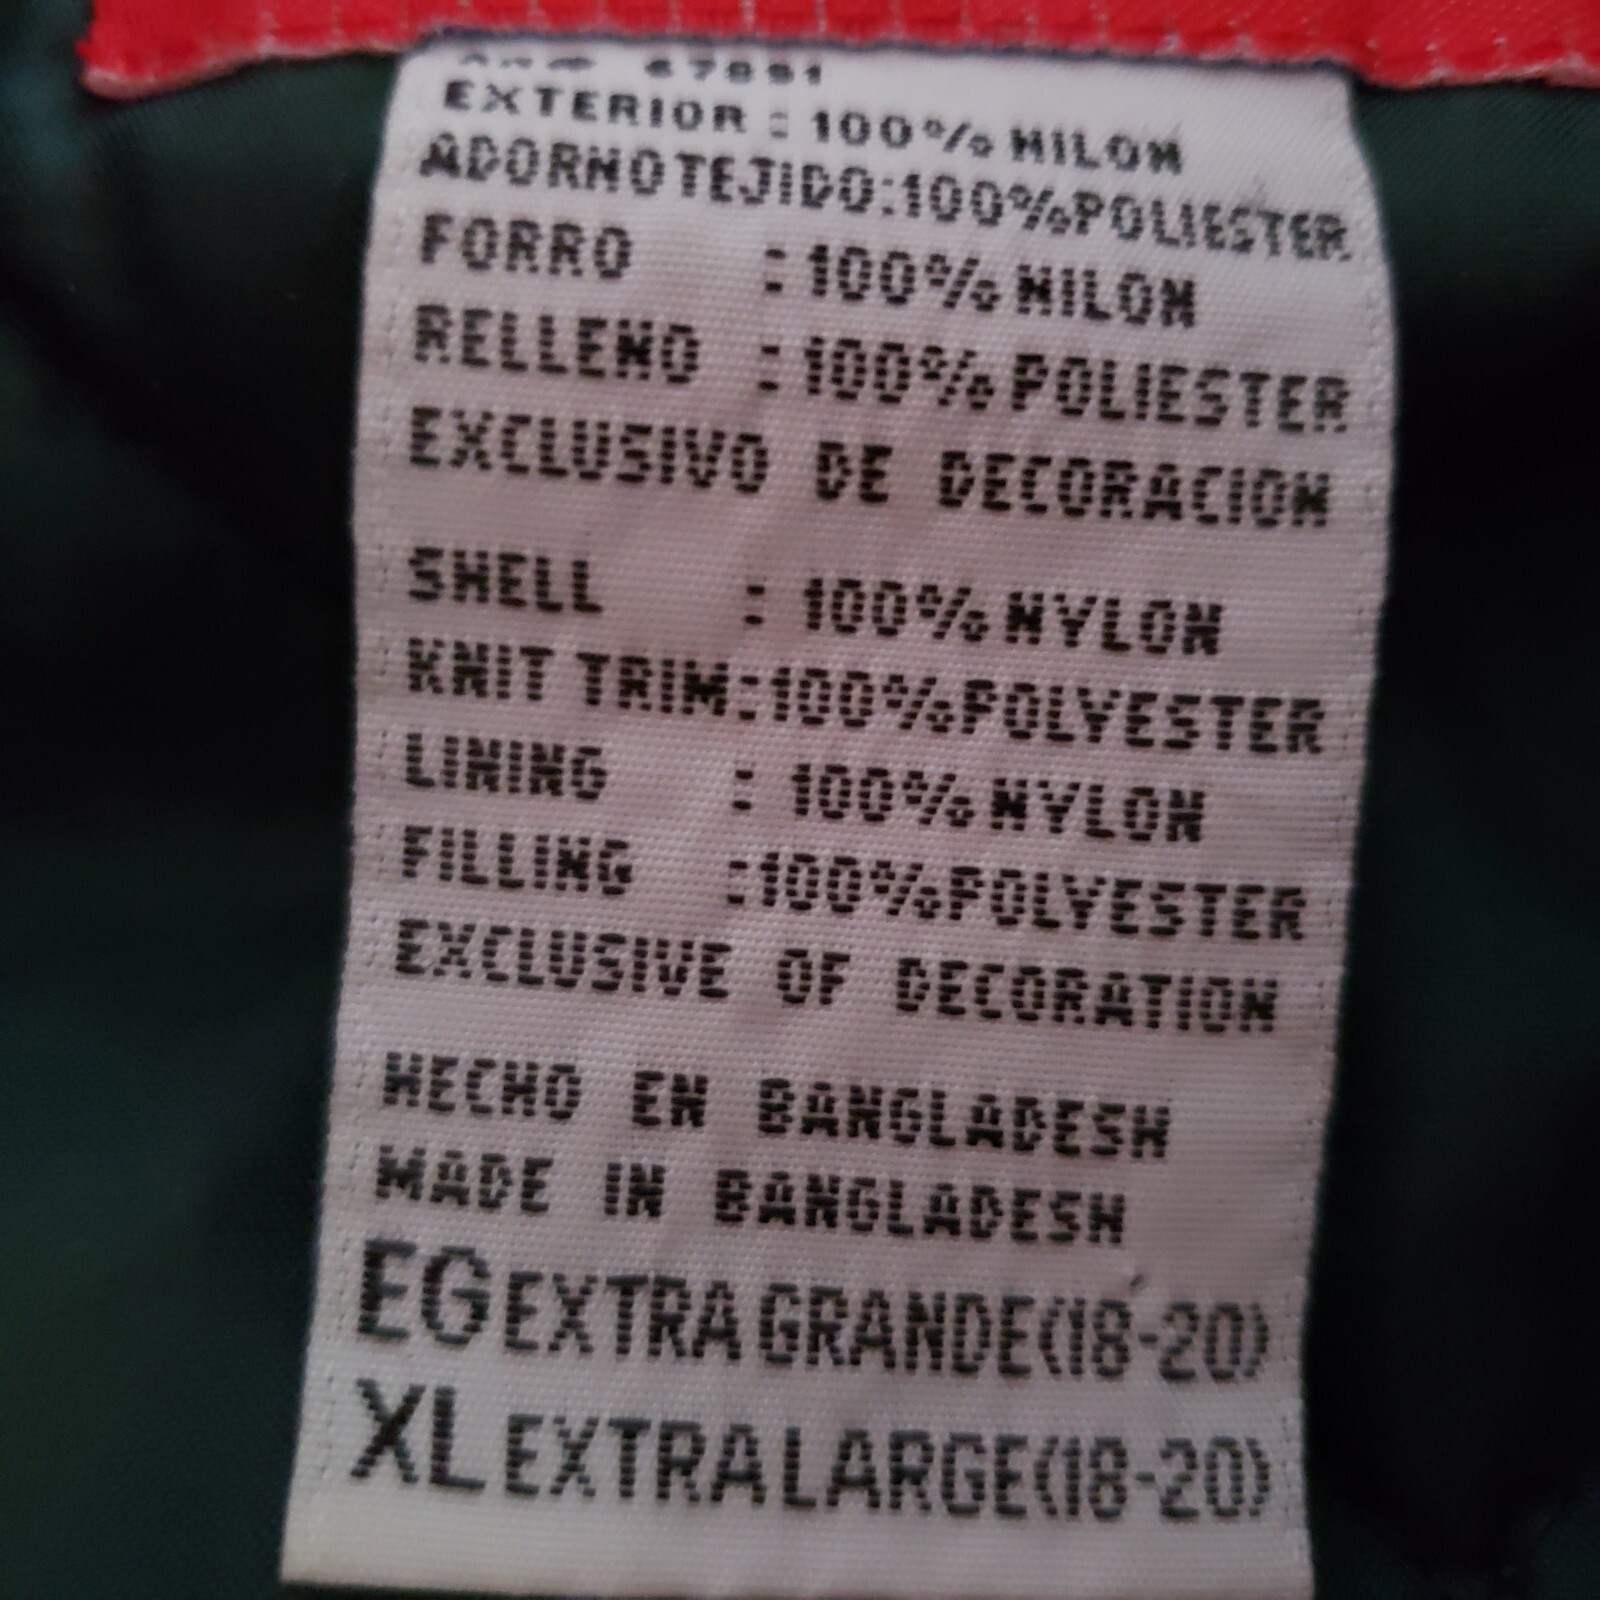 67891
EXTERIOR : 100% NILON
ADORNO TEJIDO:100%POLIESTER
FORRO : 100% NILON
RELLENO : 100% POLIESTER
EXCLUSIVO DE DECORACION
SHELL : 100% NYLON
KNIT TRIM:100%POLYESTER
LINING : 100% NYLON
FILLING :100%POLYESTER
EXCLUSIVE OF DECORATION
HECHO EN BANGLADESH
MADE IN BANGLADESH
EG EXTRA GRANDE(18-20)
XL EXTRA LARGE(18-20)